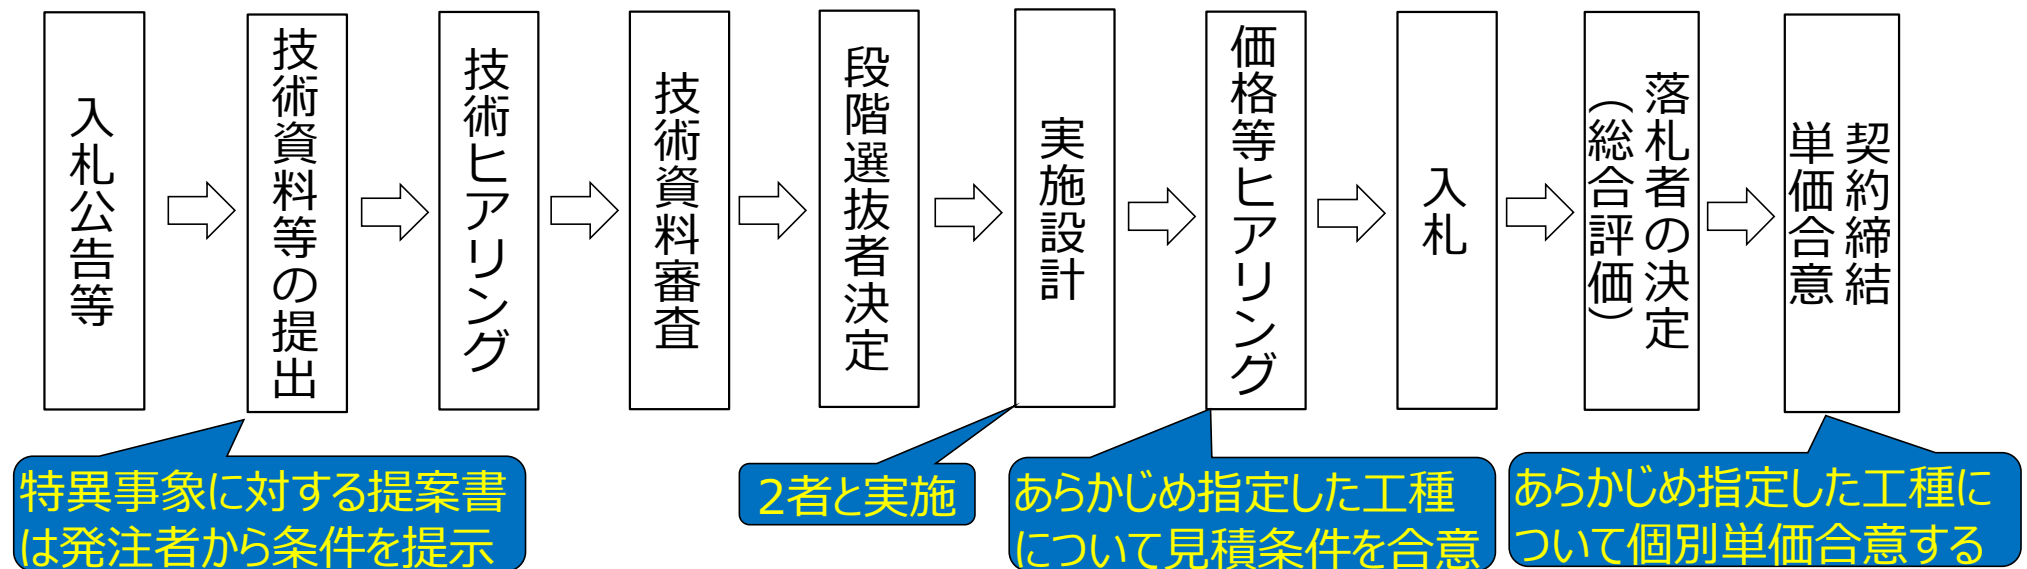 入札公告等
技術資料等の提出
技術ヒアリング
技術資料審査
段階選抜者決定
実施設計
価格等ヒアリング
入札
落札者の決定
（総合評価）
契約締結
単価合意
特異事象に対する提案書
は発注者から条件を提示
2者と実施
あらかじめ指定した工種
について見積条件を合意
あらかじめ指定した工種に
ついて個別単価合意する